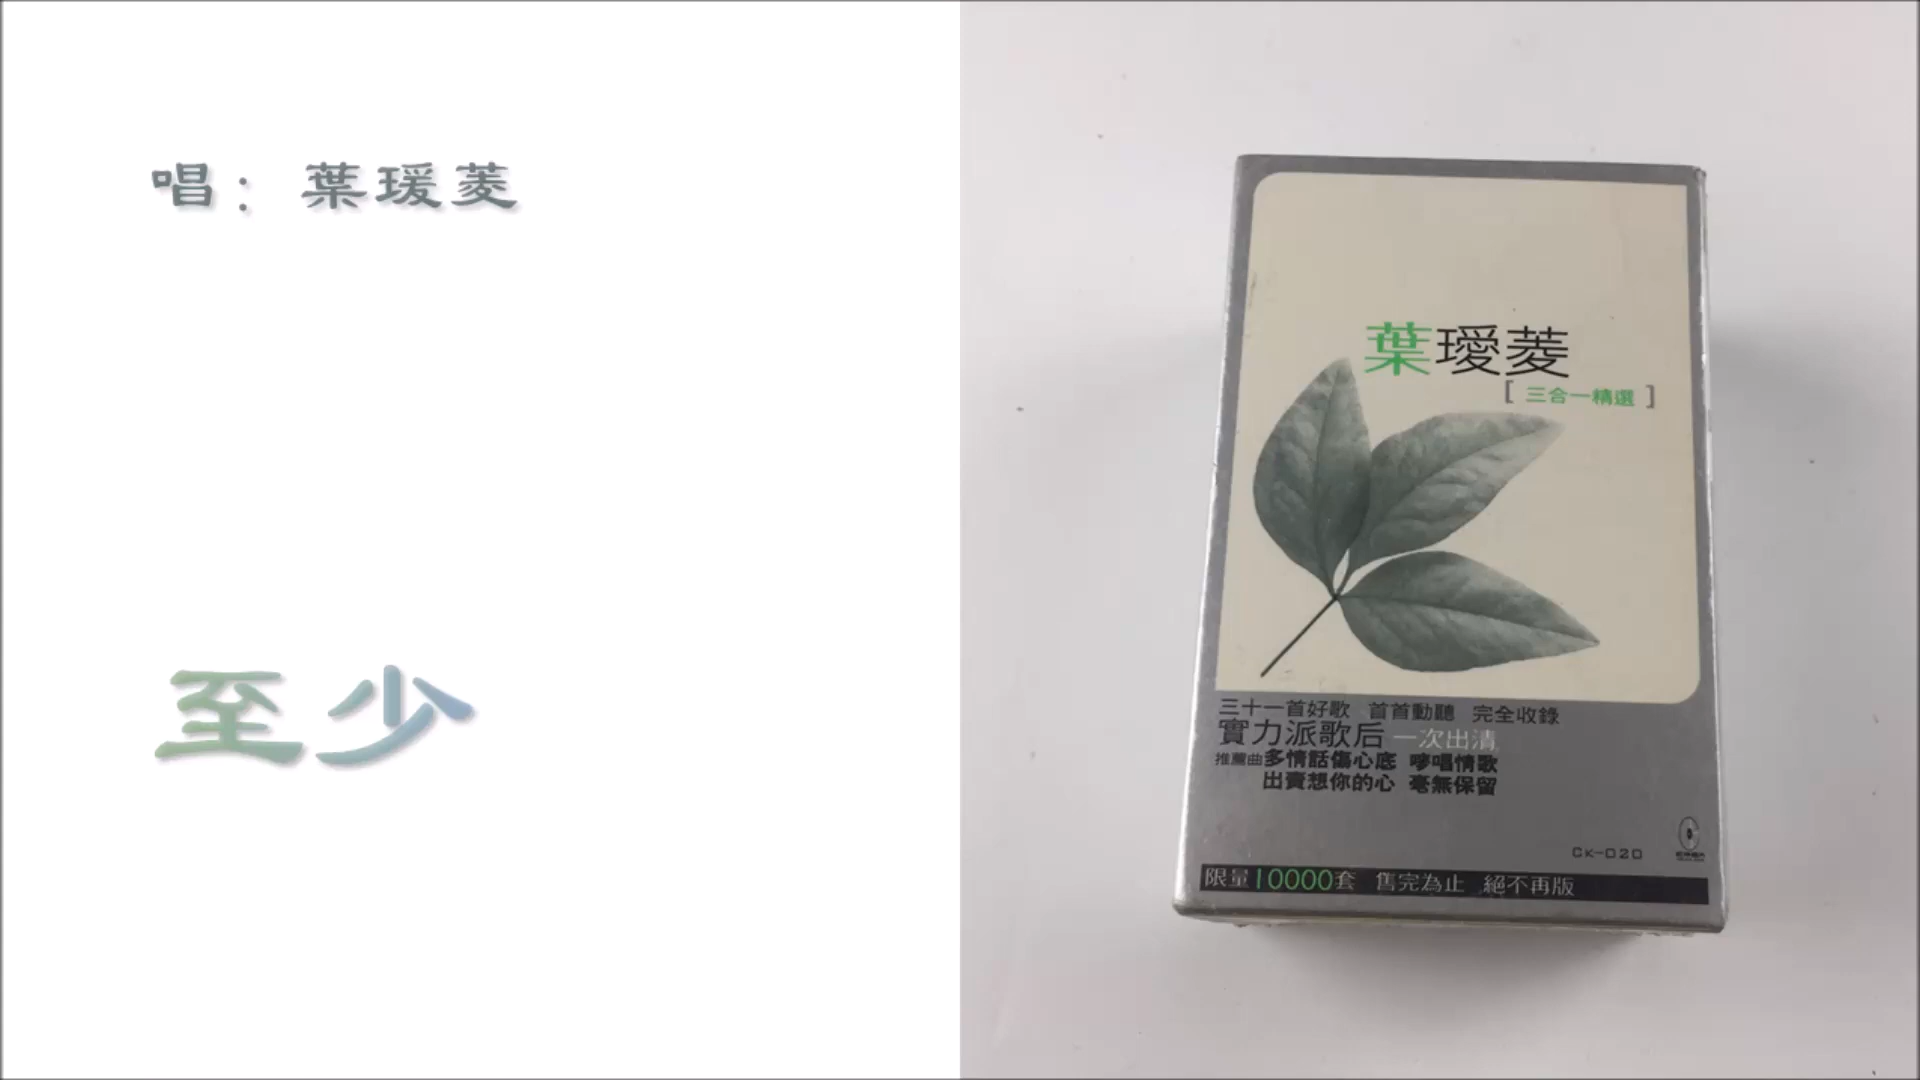 唱：葉瑗菱
至少
葉璦菱
[ 三合一精選 ]
三十一首好歌 首首動聽 完全收錄
實力派歌后 一次出清
推薦曲 多情話傷心底 嗲唱情歌
出賣想你的心 毫無保留
CK-020
限量10000套 售完為止 絕不再版